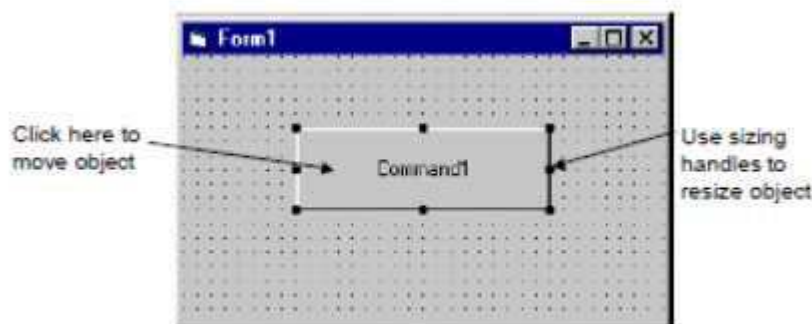 Form1
Click here to
move object
Command1
Use sizing
handles to
resize object